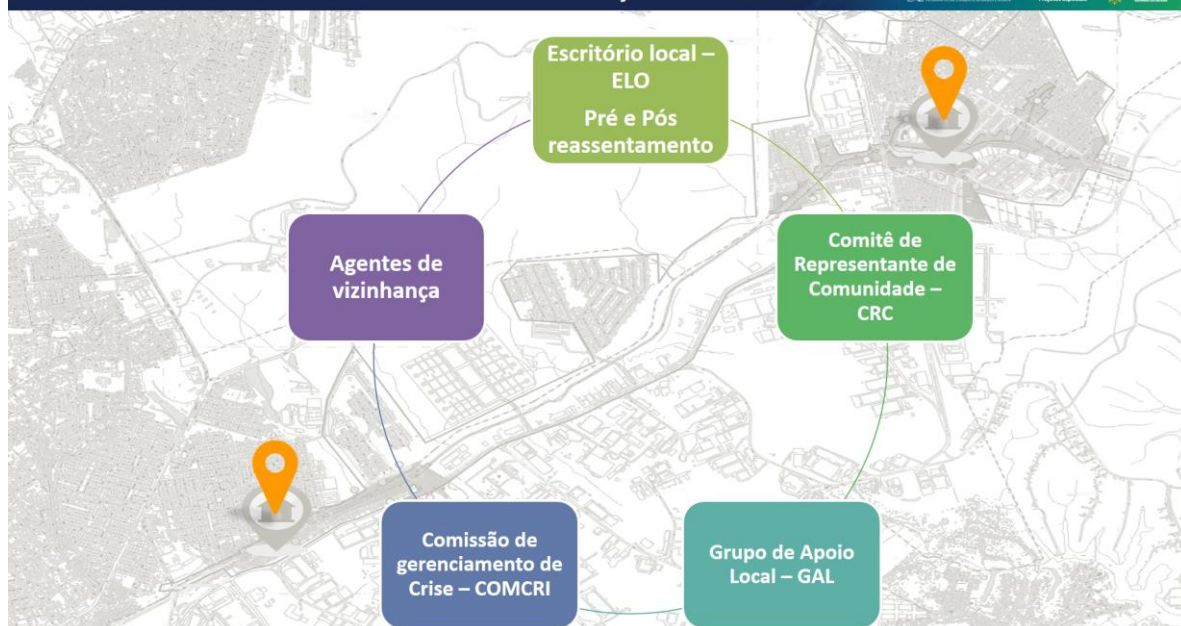 Escritório local –
ELO
Pré e Pós
reassentamento
Agentes de
vizinhança
Comitê de
Representante de
Comunidade –
CRC
Comissão de
gerenciamento de
Crise – COMCRI
Grupo de Apoio
Local – GAL